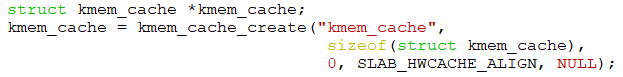 struct kmem_cache *kmem_cache;
kmem_cache = kmem_cache_create("kmem_cache",
sizeof(struct kmem_cache),
0, SLAB_HWCACHE_ALIGN, NULL);